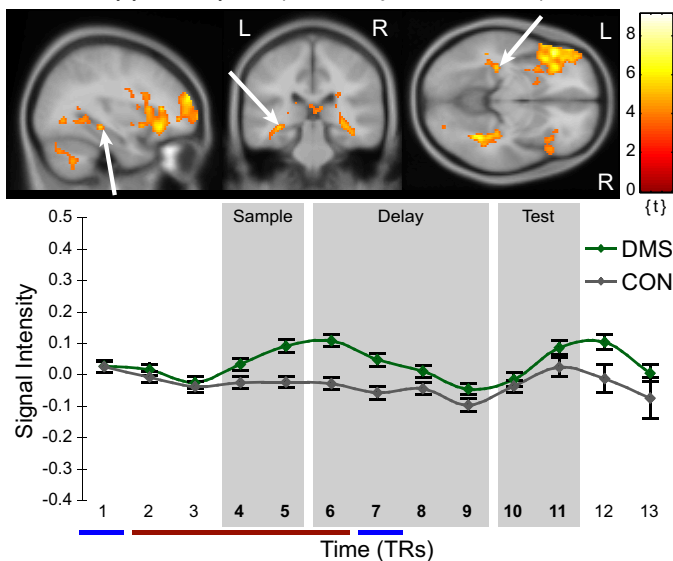 L R L
8
6
4
2
0
R
{t}
Sample Delay Test
DMS
CON
Signal Intensity
0.5
0.4
0.3
0.2
0.1
0.0
-0.1
-0.2
-0.3
-0.4
1 2 3 4 5 6 7 8 9 10 11 12 13
Time (TRs)